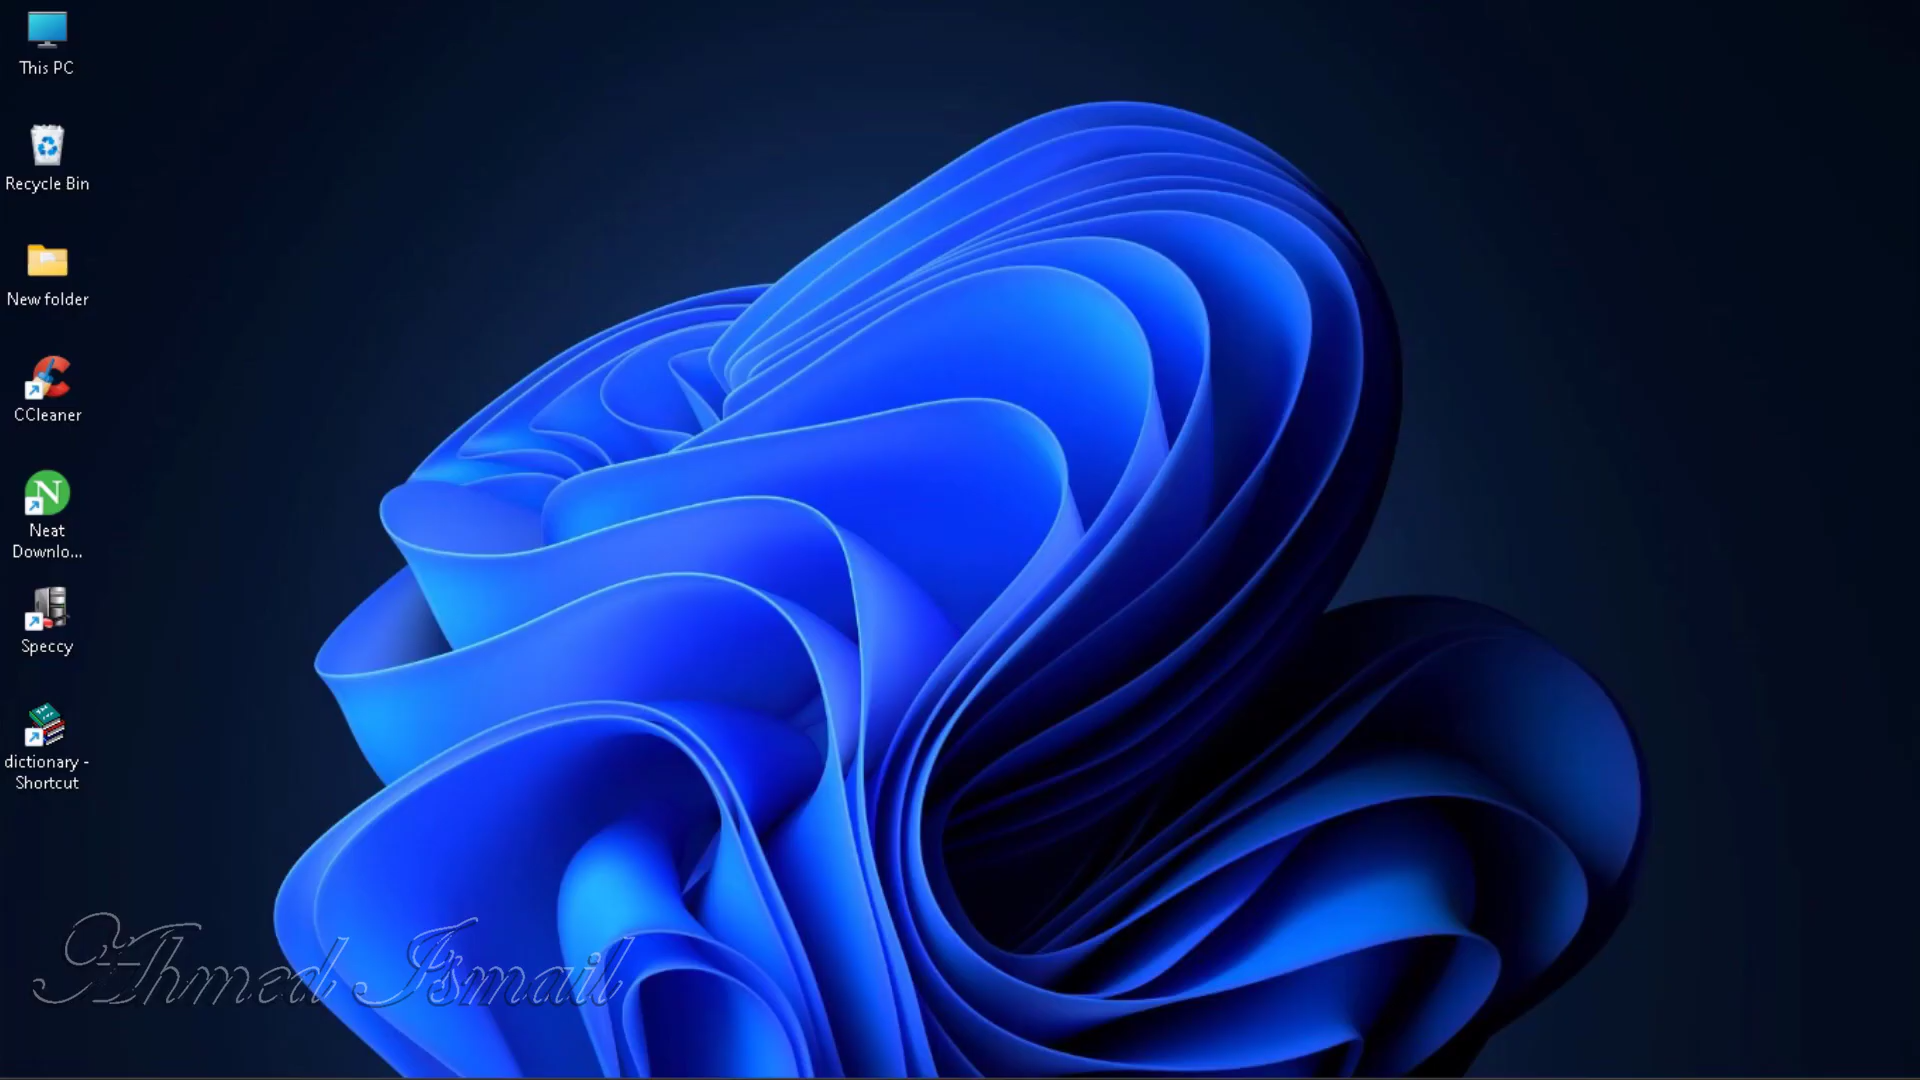 This PC
Recycle Bin
New folder
CCleaner
N
Neat
Downlo...
Speccy
dictionary -
Shortcut
Ahmed Ismail